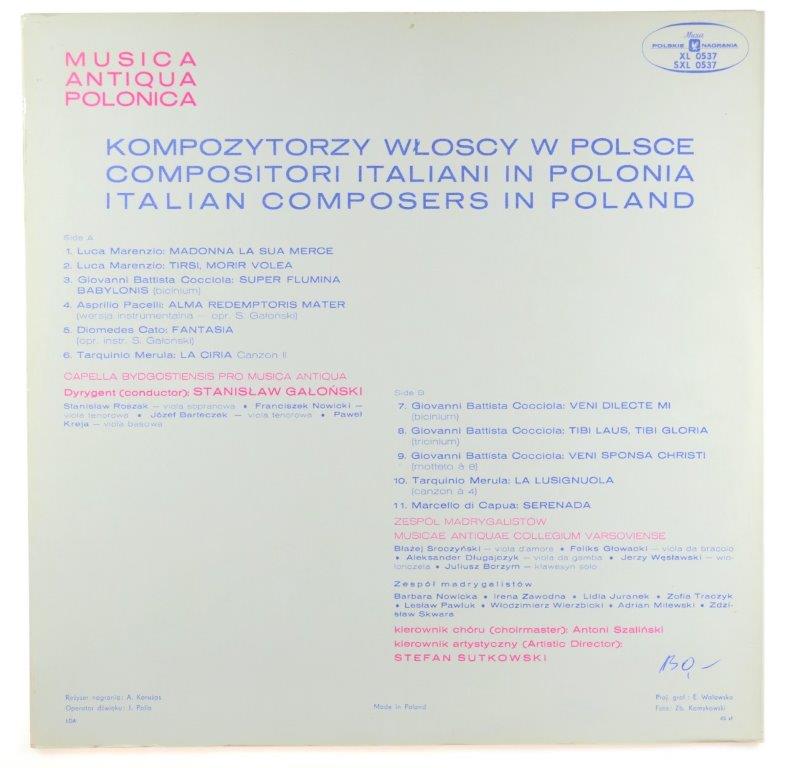 MUSICA
ANTIQUA
POLONICA
Muza
POLSKIE NAGRANIA
XL 0537
SXL 0537
KOMPOZYTORZY WŁOSCY W POLSCE
COMPOSITORI ITALIANI IN POLONIA
ITALIAN COMPOSERS IN POLAND
Side A
1. Luca Marenzio: MADONNA LA SUA MERCE
2. Luca Marenzio: TIRSI, MORIR VOLEA
3. Giovanni Battista Cocciola: SUPER FLUMINA
BABYLONIS (bicinium)
4. Asprilio Pacelli: ALMA REDEMPTORIS MATER
(wersja instrumentalna — opr. S. Gałoński)
5. Diomedes Cato: FANTASIA
(opr. instr. S. Gałoński)
6. Tarquinio Merula: LA CIRIA Canzon II
CAPELLA BYDGOSTIENSIS PRO MUSICA ANTIQUA
Dyrygent (conductor): STANISŁAW GAŁOŃSKI
Stanisław Roszak — viola sopranowa • Franciszek Nowicki —
viola tenorowa • Józef Barteczek — viola tenorowa • Paweł
Kreja — viola basowa
Side B
7. Giovanni Battista Cocciola: VENI DILECTE MI
(bicinium)
8. Giovanni Battista Cocciola: TIBI LAUS, TIBI GLORIA
(tricinium)
9. Giovanni Battista Cocciola: VENI SPONSA CHRISTI
(motteto à 8)
10. Tarquinio Merula: LA LUSIGNUOLA
(canzon à 4)
11. Marcello di Capua: SERENADA
ZESPÓŁ MADRYGALISTÓW
MUSICAE ANTIQUAE COLLEGIUM VARSOVIENSE
Błażej Sroczyński — viola d'amore • Feliks Głowacki — viola da braccio
• Aleksander Długajczyk — viola da gamba • Jerzy Węsławski — wio-
lonczela • Juliusz Borzym — klawesyn solo
Zespół madrygalistów
Barbara Nowicka • Irena Zawodna • Lidia Juranek • Zofia Traczyk
• Lesław Pawluk • Włodzimierz Wierzbicki • Adrian Milewski • Zdzi-
sław Skwara
kierownik chóru (choirmaster): Antoni Szaliński
kierownik artystyczny (Artistic Director):
STEFAN SUTKOWSKI
Reżyser nagrania: A. Karużas
Operator dźwięku: J. Palla
ŁDA
Made in Poland
Proj. graf.: E. Walawska
Foto: Zb. Kamykowski
45 zł